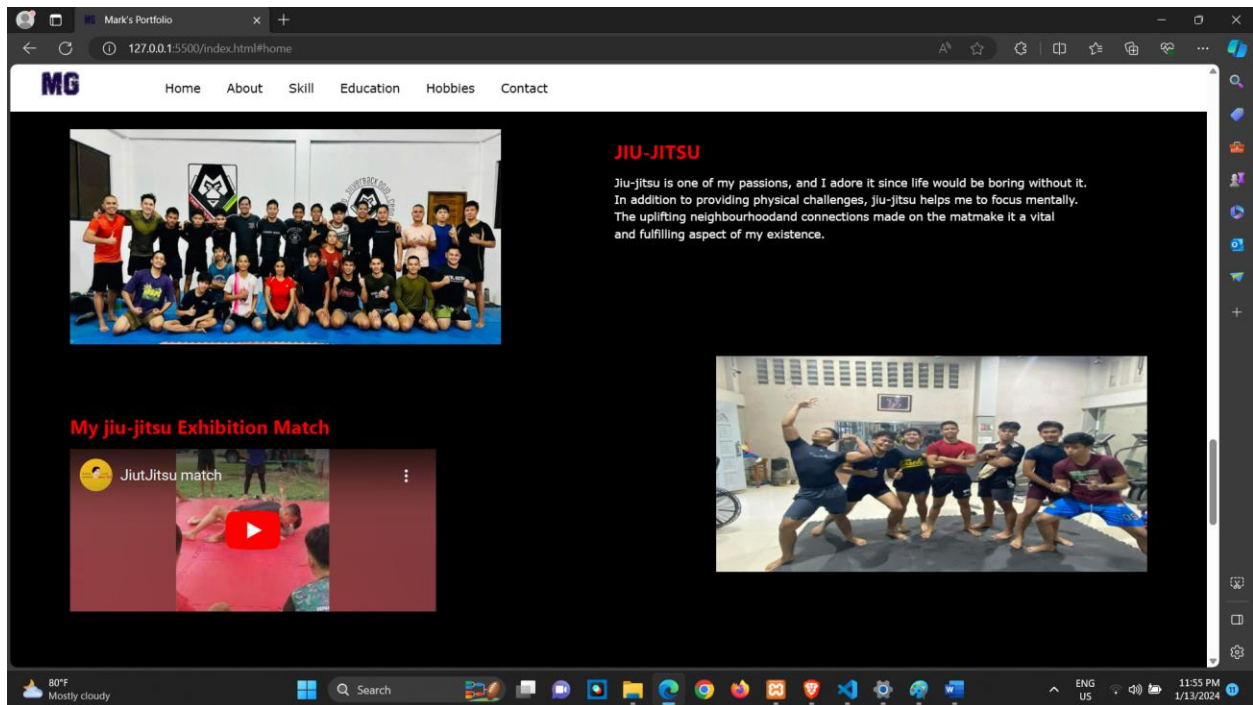 Mark's Portfolio
127.0.0.1:5500/index.html#home
MG
Home About Skill Education Hobbies Contact
JIU-JITSU
Jiu-jitsu is one of my passions, and I adore it since life would be boring without it.
In addition to providing physical challenges, jiu-jitsu helps me to focus mentally.
The uplifting neighbourhoodand connections made on the matmake it a vital
and fulfilling aspect of my existence.
My jiu-jitsu Exhibition Match
JiutJitsu match
80°F
Mostly cloudy
Search
ENG
US
11:55 PM
1/13/2024